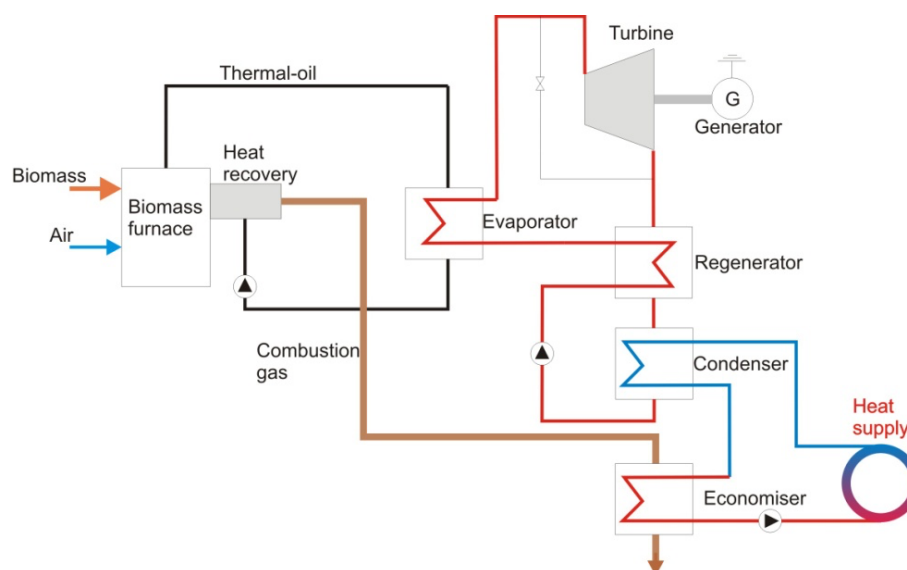 Turbine
Thermal-oil
G
Generator
Heat
recovery
Biomass
Biomass
furnace
Air
Evaporator
Regenerator
Combustion
gas
Condenser
Heat
supply
Economiser